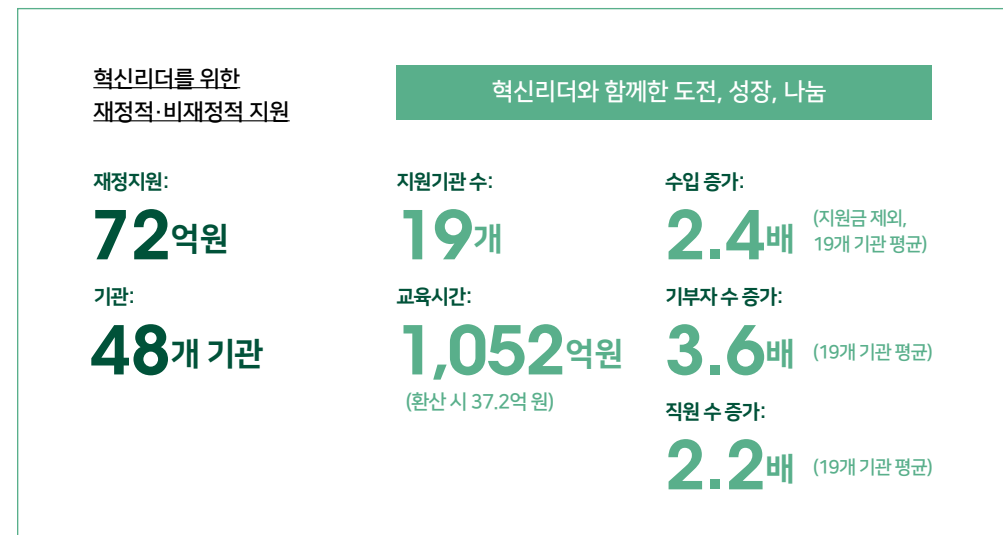 혁신리더를 위한
재정적·비재정적 지원
재정지원:
72억원
기관:
48개 기관
혁신리더와 함께한 도전, 성장, 나눔
지원기관 수:
19개
교육시간:
1,052억원
(환산 시 37.2억 원)
수입 증가:
2.4배 (지원금 제외,
19개 기관 평균)
기부자 수 증가:
3.6배 (19개 기관 평균)
직원 수 증가:
2.2배 (19개 기관 평균)